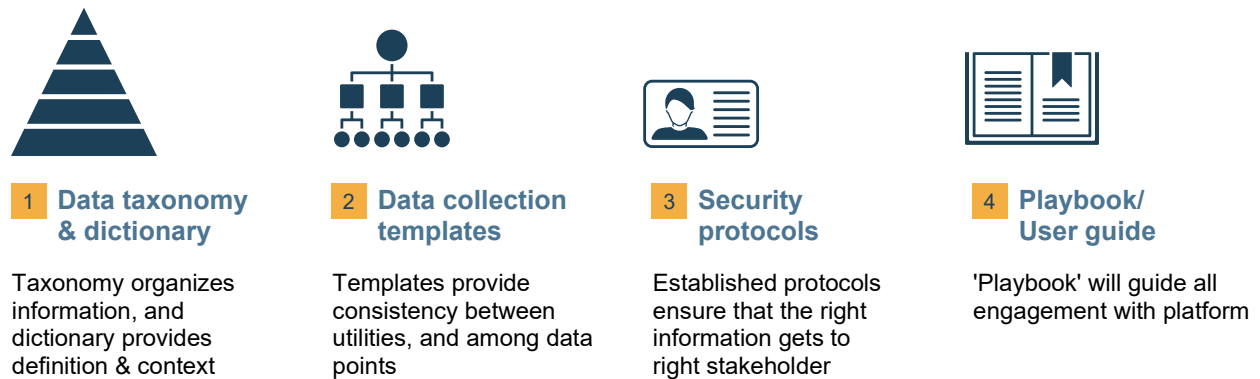 1 Data taxonomy
& dictionary
Taxonomy organizes
information, and
dictionary provides
definition & context
2 Data collection
templates
Templates provide
consistency between
utilities, and among data
points
3 Security
protocols
Established protocols
ensure that the right
information gets to
right stakeholder
4 Playbook/
User guide
'Playbook' will guide all
engagement with platform